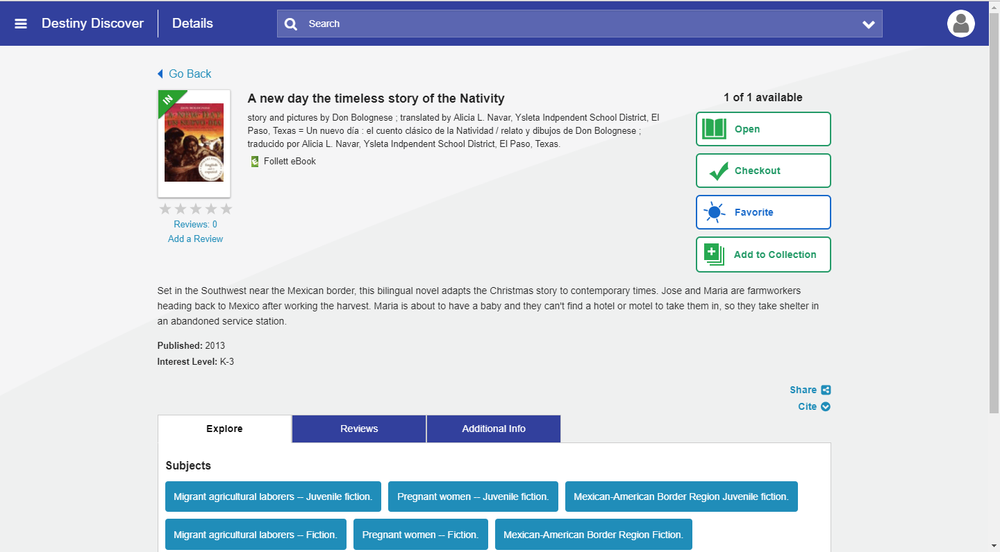 Destiny Discover
Details
Search
Go Back
IN
A new day the timeless story of the Nativity
story and pictures by Don Bolognese ; translated by Alicia L. Navar, Ysleta Indpendent School District, El
Paso, Texas = Un nuevo día : el cuento clásico de la Natividad / relato y dibujos de Don Bolognese ;
traducido por Alicia L. Navar, Ysleta Indpendent School District, El Paso, Texas.
Follett eBook
Reviews: 0
Add a Review
1 of 1 available
Open
Checkout
Favorite
Add to Collection
Set in the Southwest near the Mexican border, this bilingual novel adapts the Christmas story to contemporary times. Jose and Maria are farmworkers
heading back to Mexico after working the harvest. Maria is about to have a baby and they can't find a hotel or motel to take them in, so they take shelter in
an abandoned service station.
Published: 2013
Interest Level: K-3
Share
Cite
Explore
Reviews
Additional Info
Subjects
Migrant agricultural laborers -- Juvenile fiction.
Pregnant women -- Juvenile fiction.
Mexican-American Border Region Juvenile fiction.
Migrant agricultural laborers -- Fiction.
Pregnant women -- Fiction.
Mexican-American Border Region Fiction.